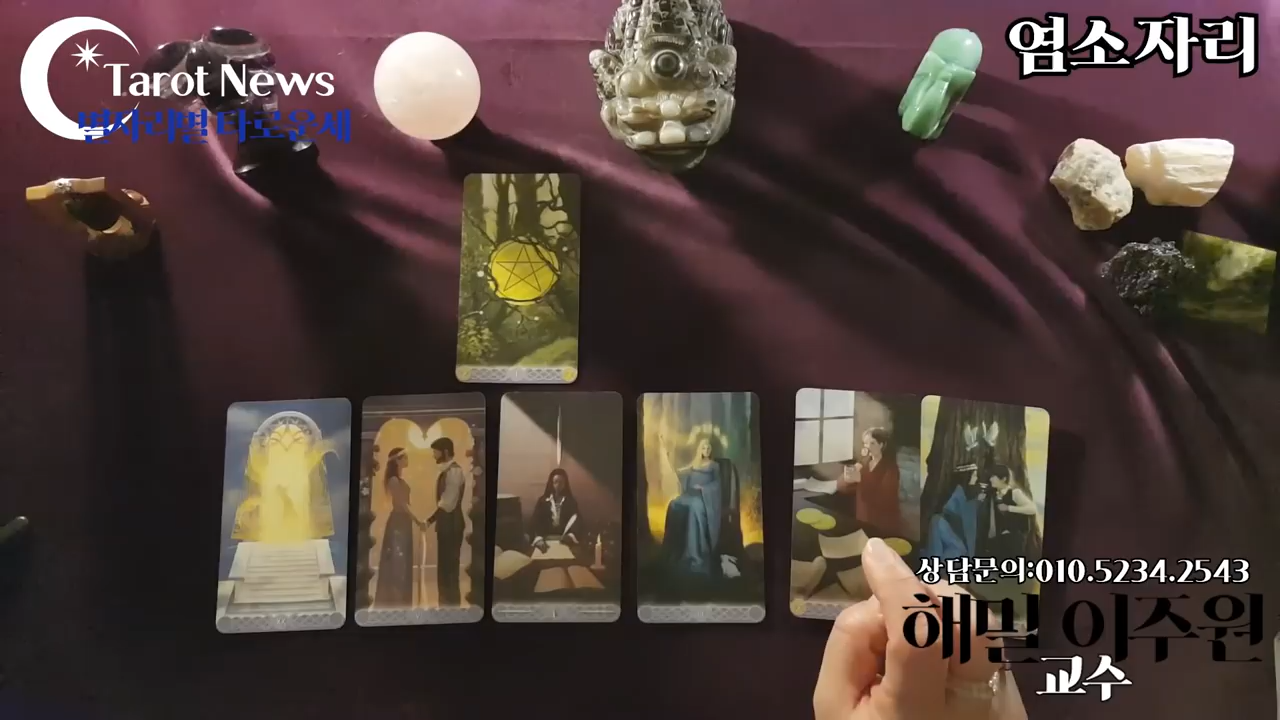 Tarot News
별자리별 타로운세
염소자리
상담문의:010.5234.2543
해밀 이주원
교수